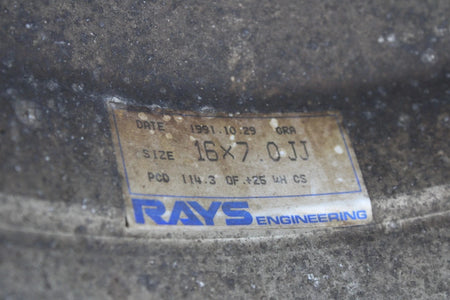 DATE 1991.10.29 ORA
SIZE 16×7.0JJ
PCD 114.3 OF.+25 WH CS
RAYS ENGINEERING